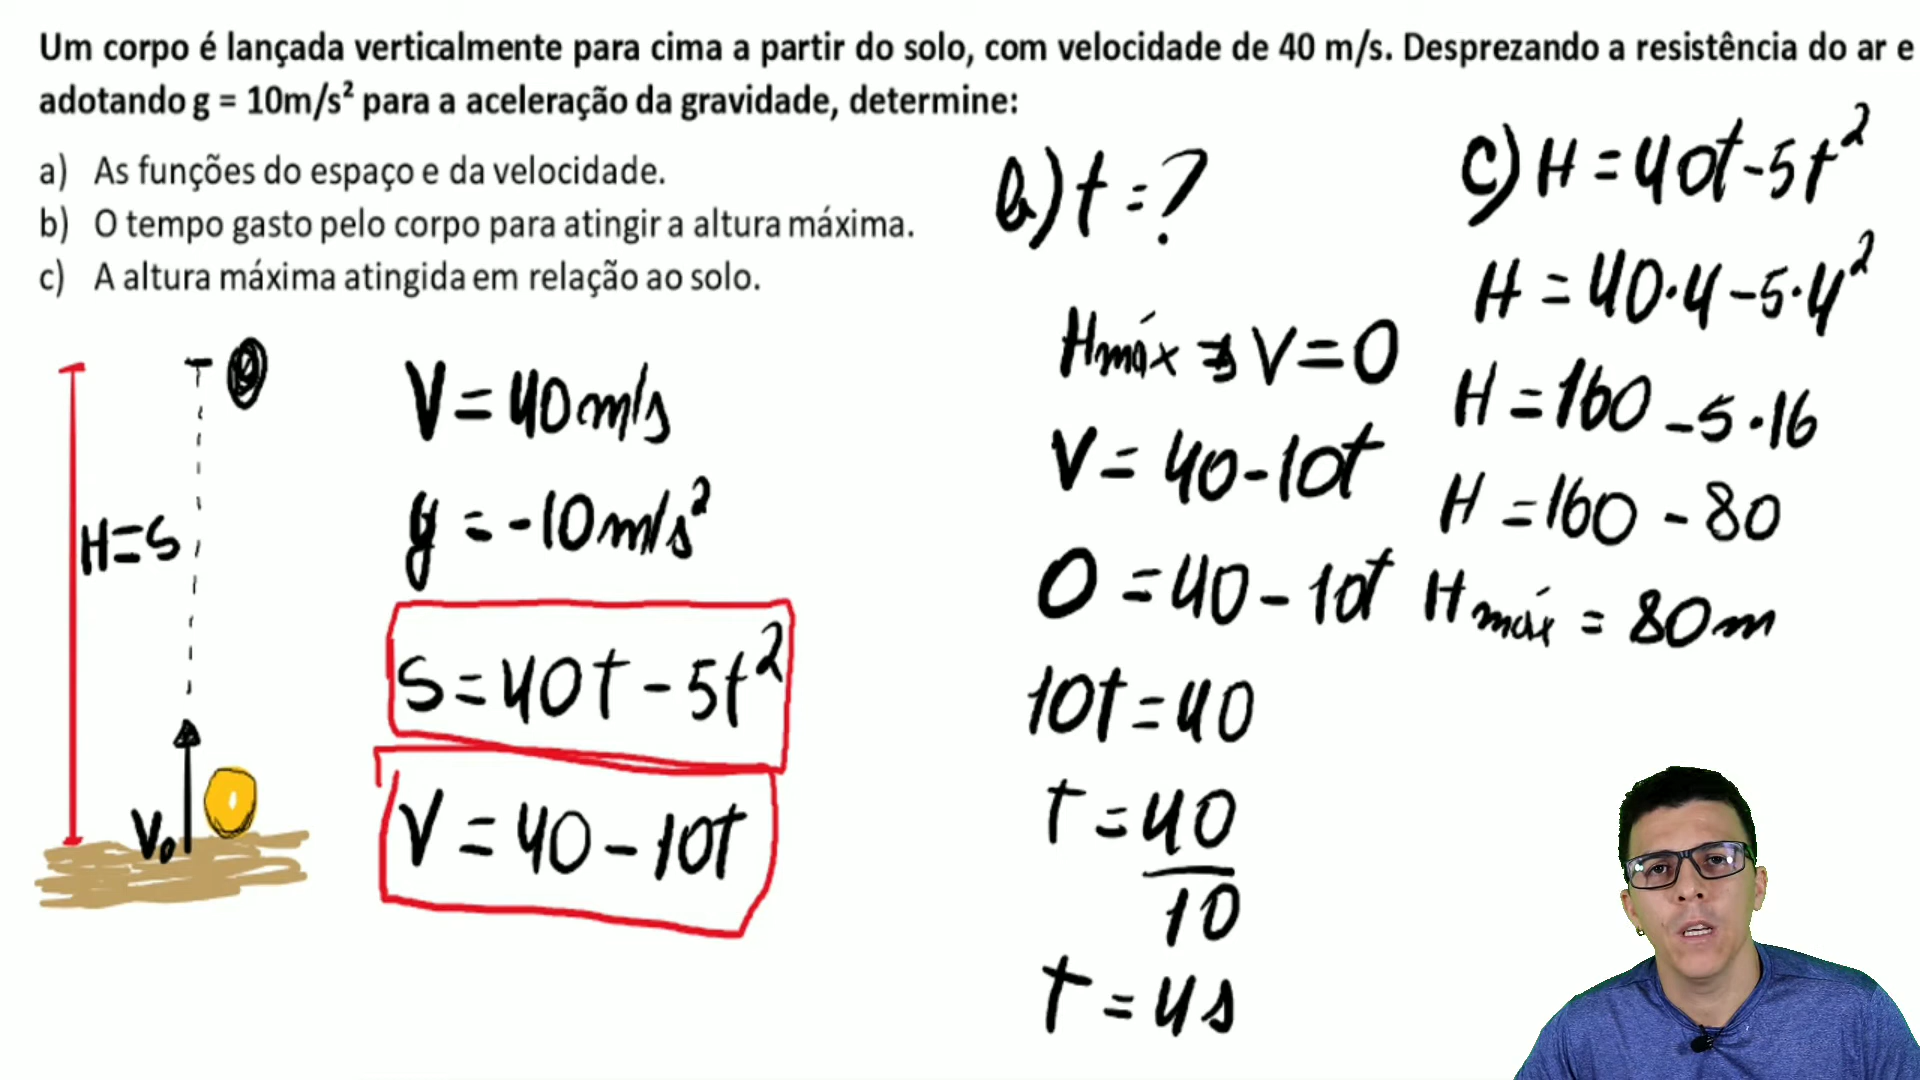 Um corpo é lançada verticalmente para cima a partir do solo, com velocidade de 40 m/s. Desprezando a resistência do ar e
adotando g = 10m/s² para a aceleração da gravidade, determine:
a) As funções do espaço e da velocidade.
b) O tempo gasto pelo corpo para atingir a altura máxima.
c) A altura máxima atingida em relação ao solo.
H=S
V₀
V = 40m/s
g = -10m/s²
S = 40t - 5t²
V = 40 - 10t
b) t = ?
Hmáx → V = 0
V = 40 - 10t
0 = 40 - 10t
10t = 40
t = 40
10
t = 4s
c) H = 40t - 5t²
H = 40·4 - 5·4²
H = 160 - 5·16
H = 160 - 80
Hmáx = 80m